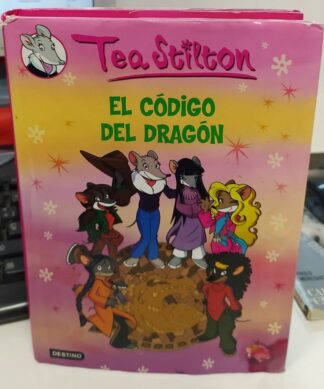 Tea Stilton
EL CÓDIGO
DEL DRAGÓN
DESTINO